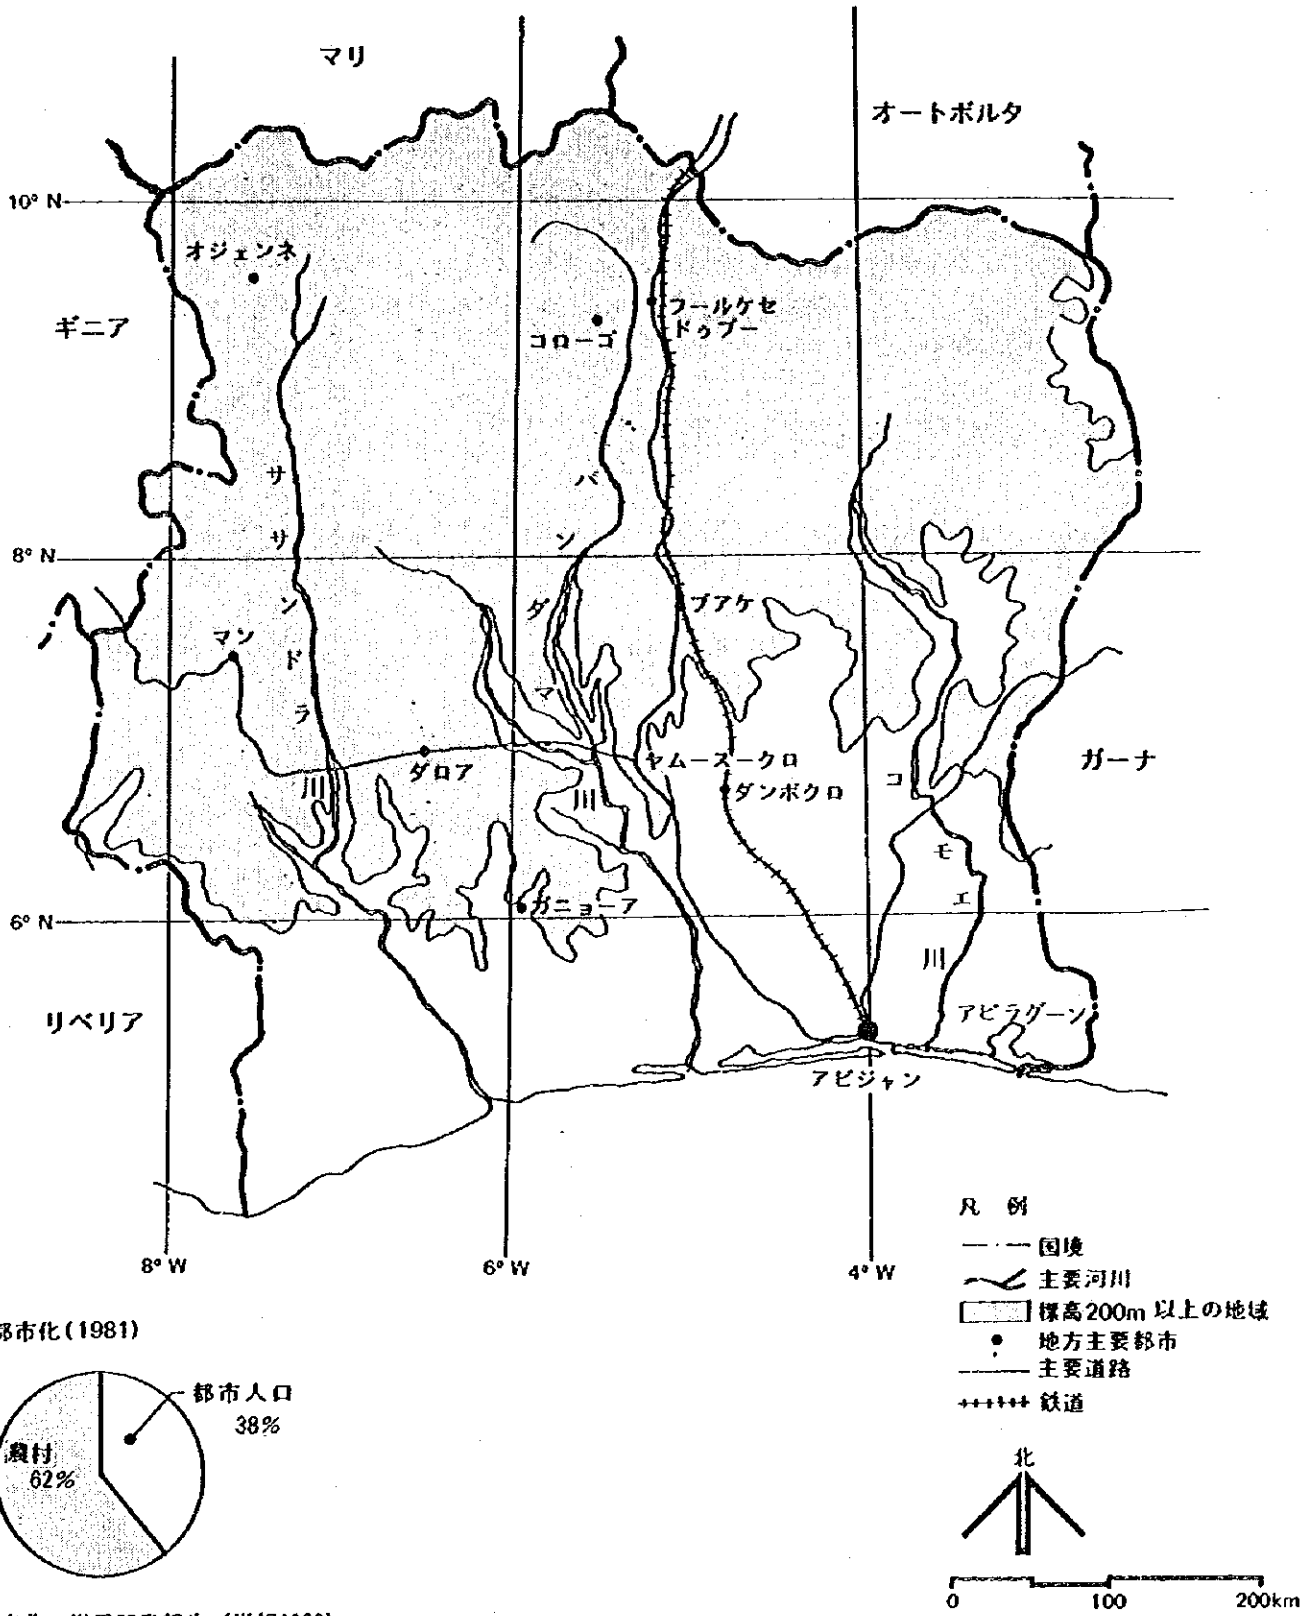 マリ
オートボルタ
10° N
オジェンネ
ギニア
フールケセ
ドゥブー
コローゴ
サ
サ
ン
ド
ラ
川
バ
ン
ダ
マ
川
8° N
ブアケ
マン
ダロア
ヤムースークロ
ダンボクロ
コ
モ
エ
川
ガーナ
6° N
ガニョーア
リベリア
アビラグーン
アビジャン
8° W
6° W
4° W
凡 例
国境
主要河川
標高200m 以上の地域
地方主要都市
主要道路
鉄道
市化(1981)
都市人口
38%
農村
62%
北
0 100 200km